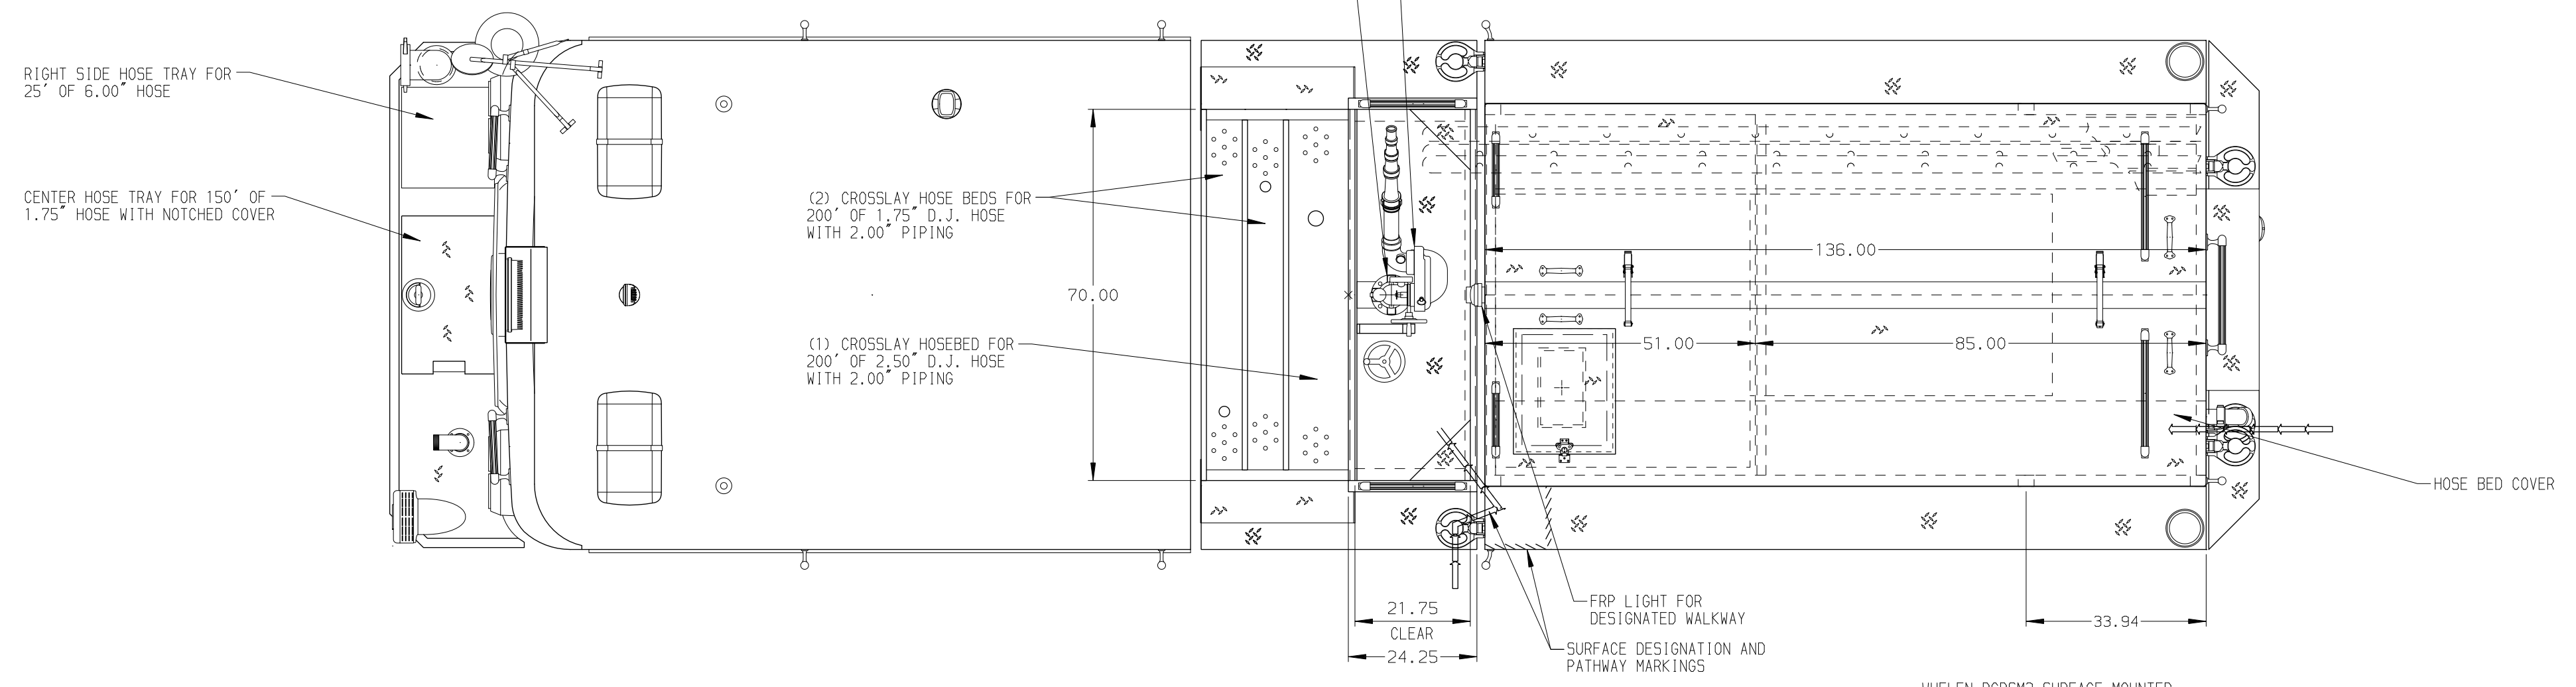 RIGHT SIDE HOSE TRAY FOR
25' OF 6.00" HOSE
CENTER HOSE TRAY FOR 150' OF
1.75" HOSE WITH NOTCHED COVER
(2) CROSSLAY HOSE BEDS FOR
200' OF 1.75" D.J. HOSE
WITH 2.00" PIPING
(1) CROSSLAY HOSEBED FOR
200' OF 2.50" D.J. HOSE
WITH 2.00" PIPING
70.00
136.00
51.00
85.00
HOSE BED COVER
21.75
CLEAR
24.25
FRP LIGHT FOR
DESIGNATED WALKWAY
SURFACE DESIGNATION AND
PATHWAY MARKINGS
33.94